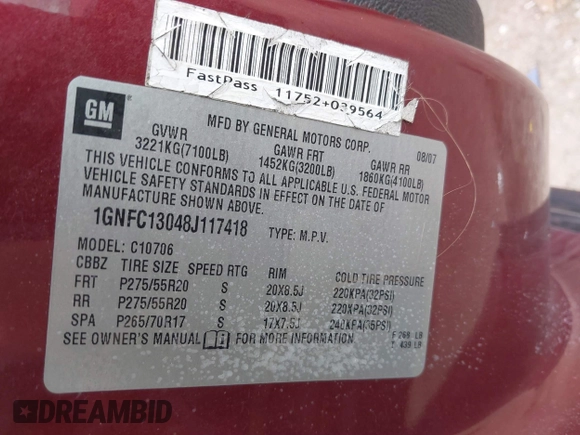 FastPass 11752+039564
GM
MFD BY GENERAL MOTORS CORP. 08/07
GVWR GAWR FRT GAWR RR
3221KG(7100LB) 1452KG(3200LB) 1860KG(4100LB)
THIS VEHICLE CONFORMS TO ALL APPLICABLE U.S. FEDERAL MOTOR
VEHICLE SAFETY STANDARDS IN EFFECT ON THE DATE OF
MANUFACTURE SHOWN ABOVE.
1GNFC13048J117418 TYPE: M.P.V.
MODEL: C10706
CBBZ TIRE SIZE SPEED RTG RIM COLD TIRE PRESSURE
FRT P275/55R20 S 20X8.5J 220KPA(32PSI)
RR P275/55R20 S 20X8.5J 220KPA(32PSI)
SPA P265/70R17 S 17X7.5J 240KPA(35PSI)
SEE OWNER'S MANUAL FOR MORE INFORMATION
DREAMBID